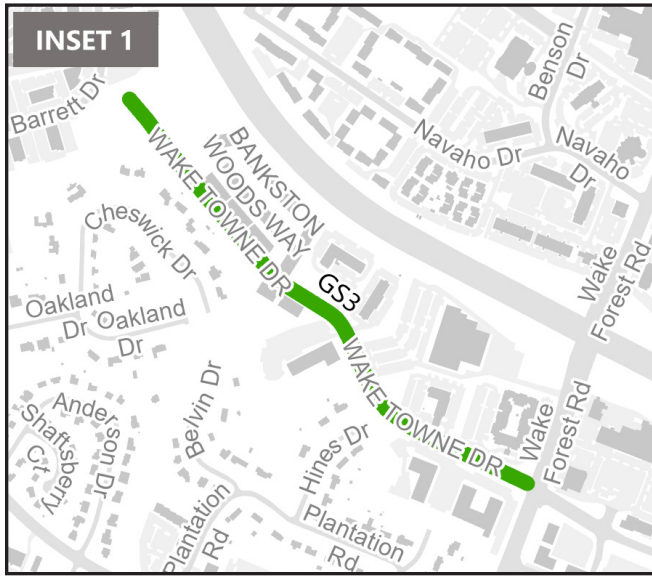 INSET 1
Barrett Dr
Benson
Dr
Navaho Dr
Navaho
Dr
WAKE TOWNE DR
BANKSTON
WOODS WAY
Cheswick Dr
Wake
Forest Rd
GS3
Oakland
Dr
Oakland
Dr
WAKE TOWNE DR
Belvin Dr
Anderson Dr
Shaftsberry
Ct
Hines Dr
Wake
Forest Rd
Plantation
Rd
Plantation
Rd